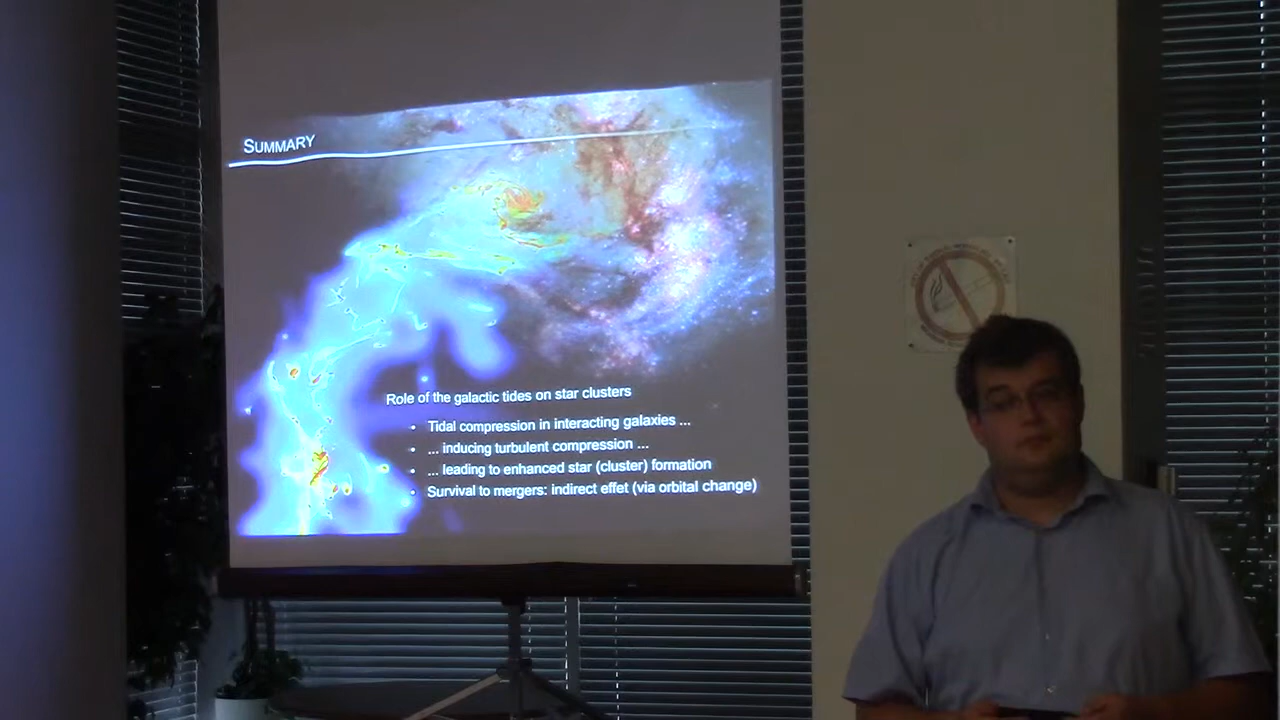 SUMMARY
Role of the galactic tides on star clusters
• Tidal compression in interacting galaxies ...
• ... inducing turbulent compression ...
• ... leading to enhanced star (cluster) formation
• Survival to mergers: indirect effet (via orbital change)